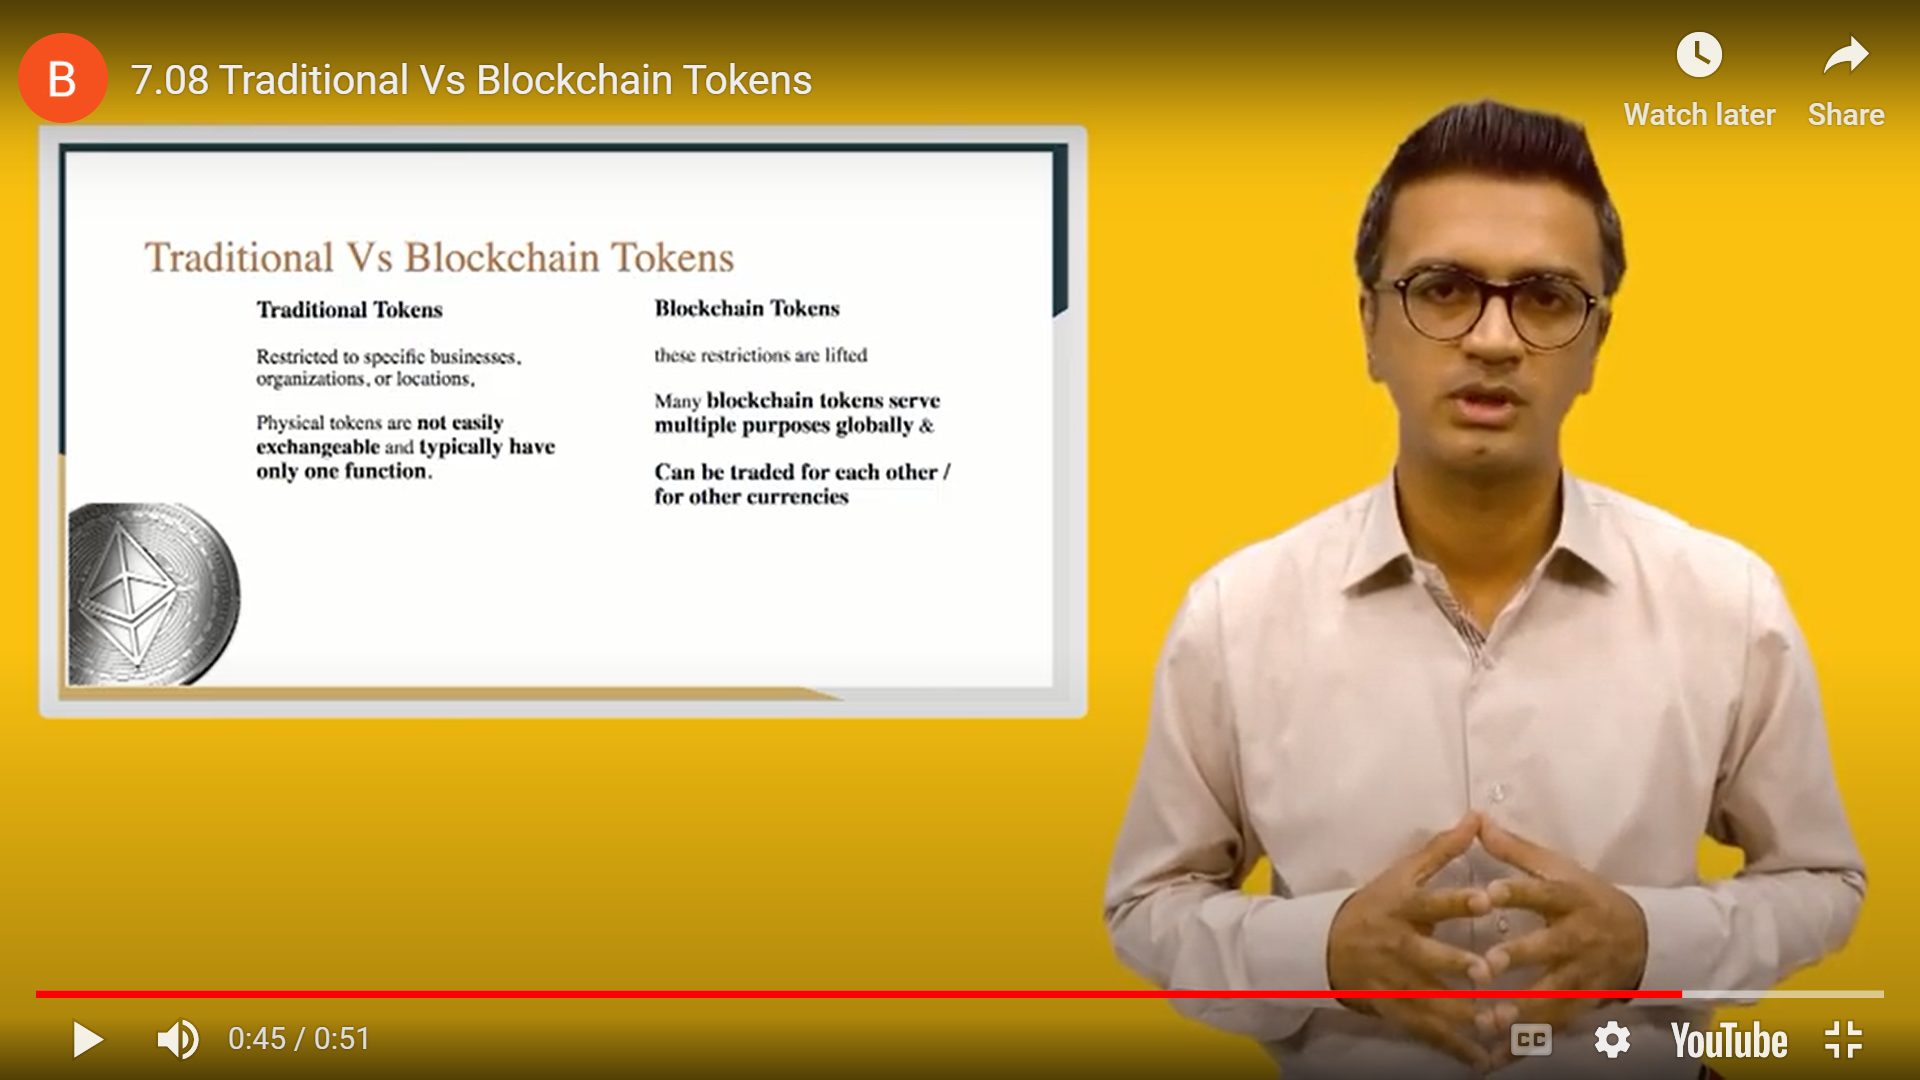 B
7.08 Traditional Vs Blockchain Tokens
Watch later
Share
Traditional Vs Blockchain Tokens
Traditional Tokens
Restricted to specific businesses,
organizations, or locations,
Physical tokens are not easily
exchangeable and typically have
only one function.
Blockchain Tokens
these restrictions are lifted
Many blockchain tokens serve
multiple purposes globally &
Can be traded for each other /
for other currencies
0:45 / 0:51
CC
YouTube